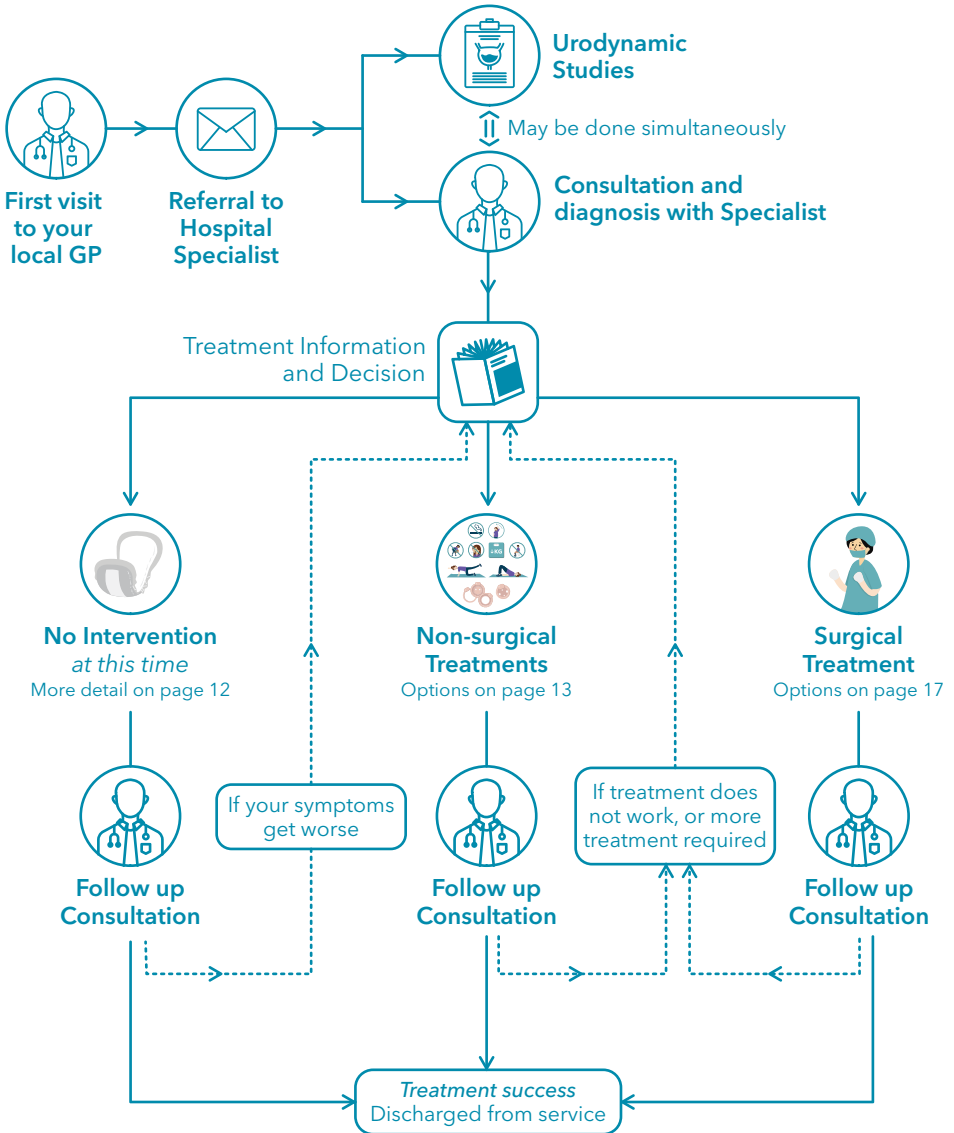 Urodynamic
Studies
May be done simultaneously
First visit
to your
local GP
Referral to
Hospital
Specialist
Consultation and
diagnosis with Specialist
Treatment Information
and Decision
No Intervention
at this time
More detail on page 12
Non-surgical
Treatments
Options on page 13
Surgical
Treatment
Options on page 17
If your symptoms
get worse
If treatment does
not work, or more
treatment required
Follow up
Consultation
Follow up
Consultation
Follow up
Consultation
Treatment success
Discharged from service